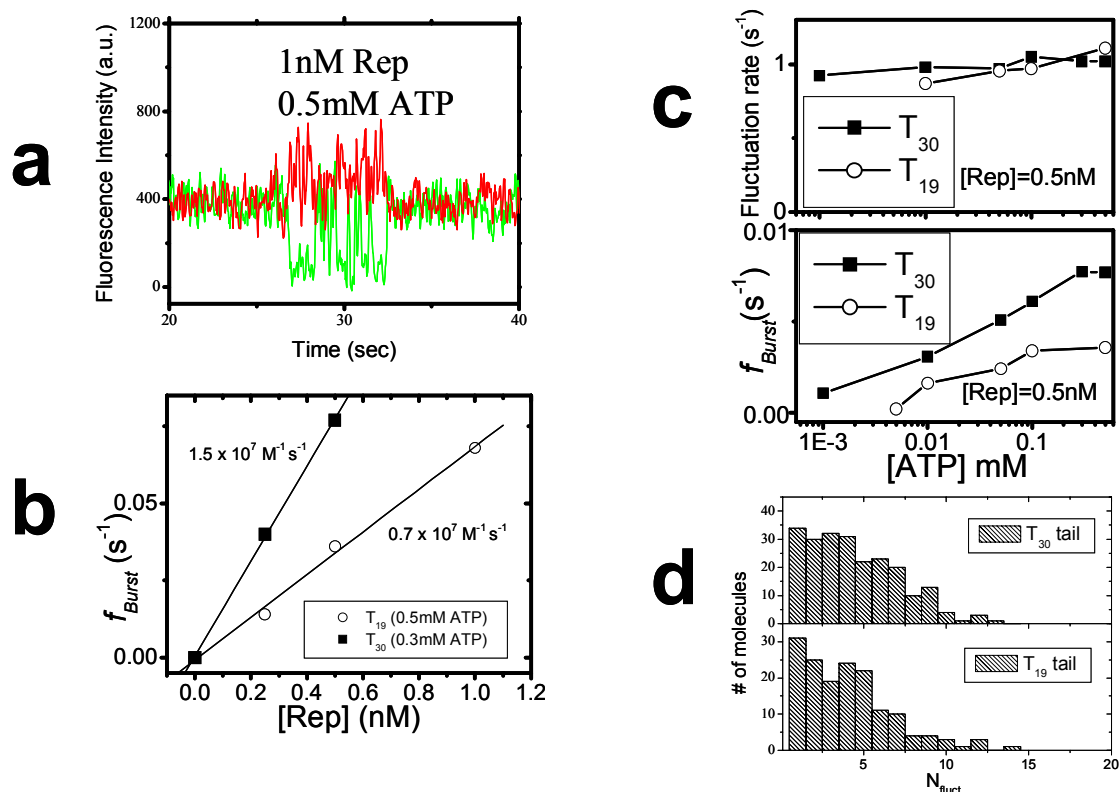 a
Fluorescence Intensity (a.u.)
1200
800
400
0
1nM Rep
0.5mM ATP
20
30
40
Time (sec)
b
f_Burst (s⁻¹)
0.05
0.00
1.5 x 10⁷ M⁻¹ s⁻¹
0.7 x 10⁷ M⁻¹ s⁻¹
T₁₉ (0.5mM ATP)
T₃₀ (0.3mM ATP)
0.0 0.2 0.4 0.6 0.8 1.0 1.2
[Rep] (nM)
c
Fluctuation rate (s⁻¹)
1
1
T₃₀
T₁₉
[Rep]=0.5nM
f_Burst (s⁻¹)
0.01
0.00
T₃₀
T₁₉
[Rep]=0.5nM
1E-3 0.01 0.1
[ATP] mM
d
# of molecules
30
20
10
0
T₃₀ tail
30
20
10
0
T₁₉ tail
5 10 15 20
N_fluct